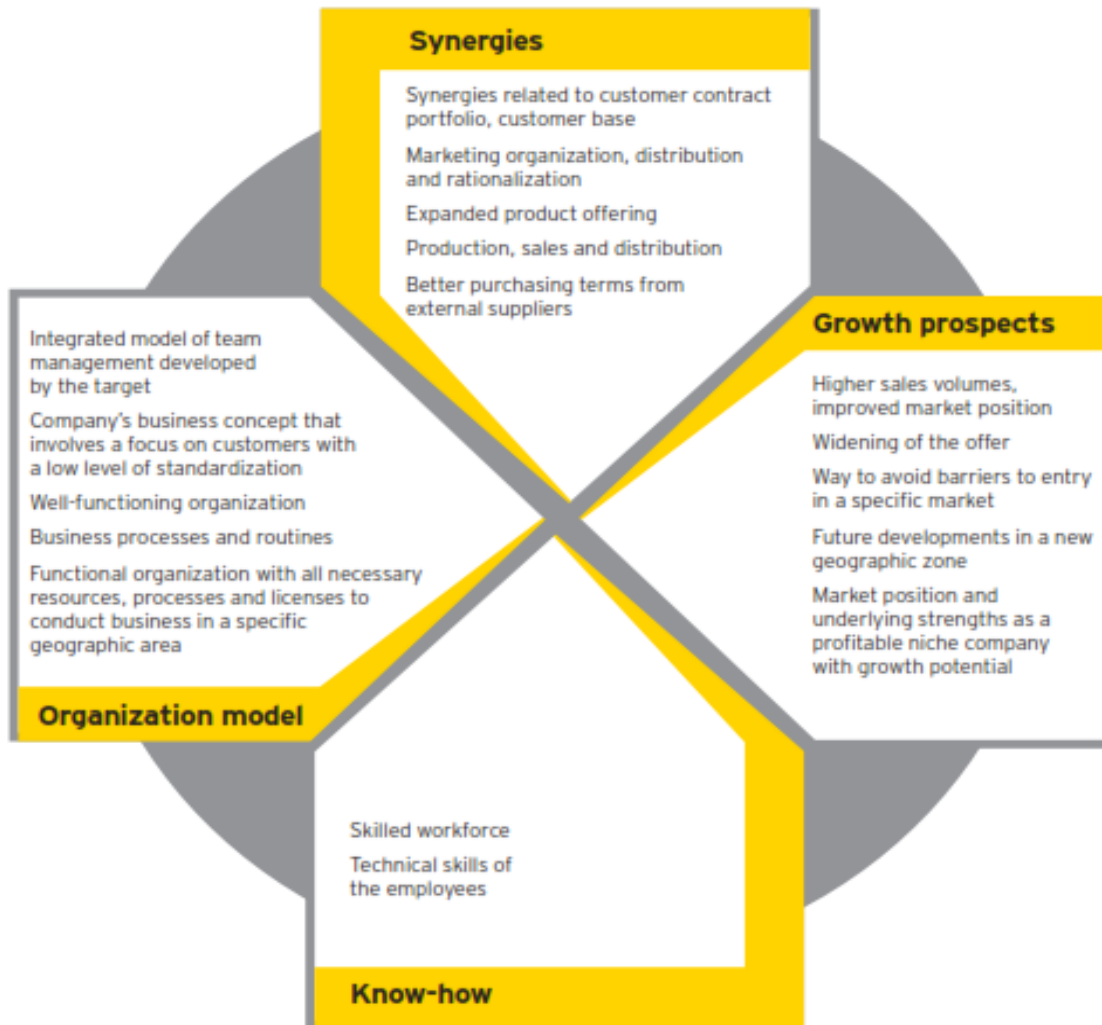 Synergies
Synergies related to customer contract
portfolio, customer base
Marketing organization, distribution
and rationalization
Expanded product offering
Production, sales and distribution
Better purchasing terms from
external suppliers
Integrated model of team
management developed
by the target
Company's business concept that
involves a focus on customers with
a low level of standardization
Well-functioning organization
Business processes and routines
Functional organization with all necessary
resources, processes and licenses to
conduct business in a specific
geographic area
Organization model
Growth prospects
Higher sales volumes,
improved market position
Widening of the offer
Way to avoid barriers to entry
in a specific market
Future developments in a new
geographic zone
Market position and
underlying strengths as a
profitable niche company
with growth potential
Skilled workforce
Technical skills of
the employees
Know-how